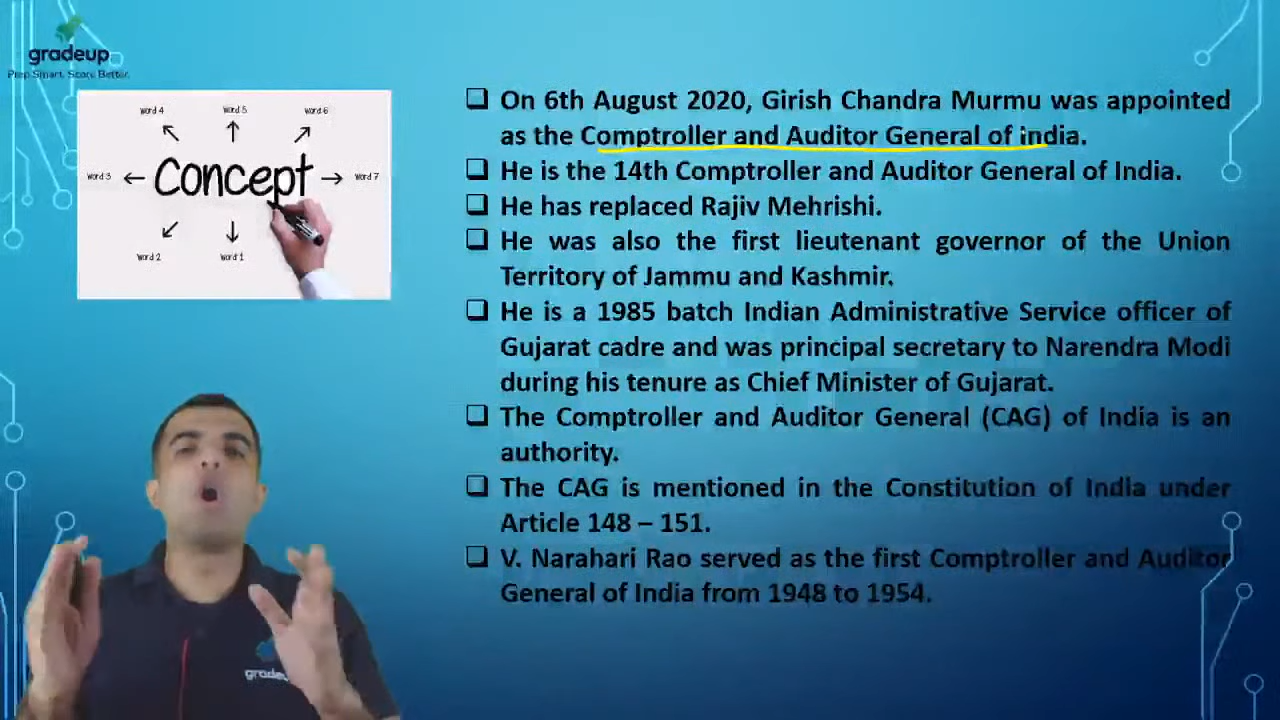 gradeup
Prep Smart. Score Better.
Word 4
Word 5
Word 6
Word 3
Concept
Word 7
Word 2
Word 1
On 6th August 2020, Girish Chandra Murmu was appointed
as the Comptroller and Auditor General of india.
He is the 14th Comptroller and Auditor General of India.
He has replaced Rajiv Mehrishi.
He was also the first lieutenant governor of the Union
Territory of Jammu and Kashmir.
He is a 1985 batch Indian Administrative Service officer of
Gujarat cadre and was principal secretary to Narendra Modi
during his tenure as Chief Minister of Gujarat.
The Comptroller and Auditor General (CAG) of India is an
authority.
The CAG is mentioned in the Constitution of India under
Article 148 – 151.
V. Narahari Rao served as the first Comptroller and Auditor
General of India from 1948 to 1954.
gradeup